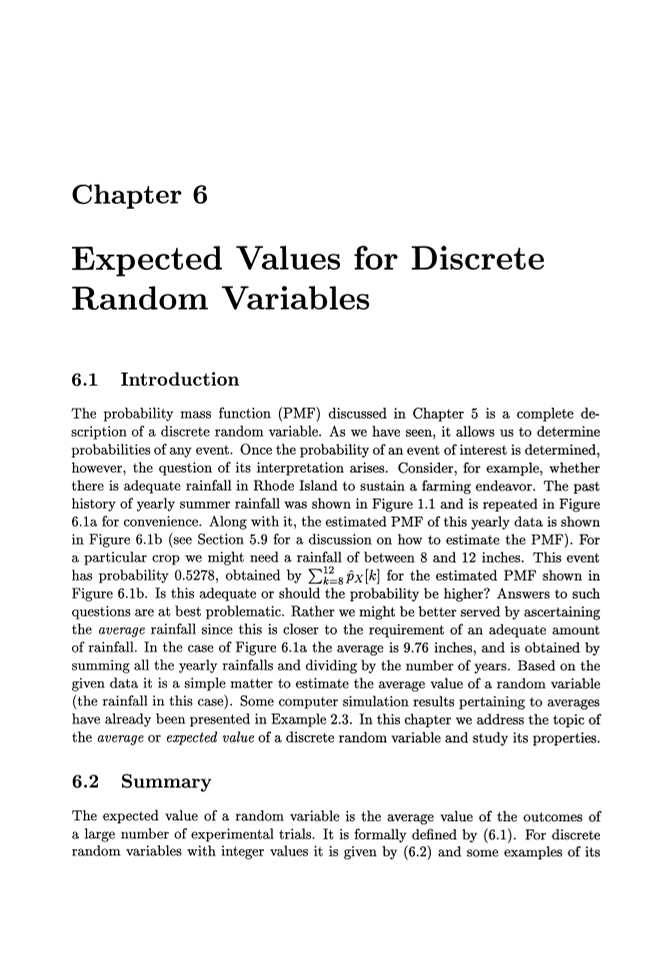 Chapter 6
Expected Values for Discrete
Random Variables
6.1 Introduction
The probability mass function (PMF) discussed in Chapter 5 is a complete de-
scription of a discrete random variable. As we have seen, it allows us to determine
probabilities of any event. Once the probability of an event of interest is determined,
however, the question of its interpretation arises. Consider, for example, whether
there is adequate rainfall in Rhode Island to sustain a farming endeavor. The past
history of yearly summer rainfall was shown in Figure 1.1 and is repeated in Figure
6.1a for convenience. Along with it, the estimated PMF of this yearly data is shown
in Figure 6.1b (see Section 5.9 for a discussion on how to estimate the PMF). For
a particular crop we might need a rainfall of between 8 and 12 inches. This event
has probability 0.5278, obtained by ∑_{k=8}^{12} p̂_X[k] for the estimated PMF shown in
Figure 6.1b. Is this adequate or should the probability be higher? Answers to such
questions are at best problematic. Rather we might be better served by ascertaining
the average rainfall since this is closer to the requirement of an adequate amount
of rainfall. In the case of Figure 6.1a the average is 9.76 inches, and is obtained by
summing all the yearly rainfalls and dividing by the number of years. Based on the
given data it is a simple matter to estimate the average value of a random variable
(the rainfall in this case). Some computer simulation results pertaining to averages
have already been presented in Example 2.3. In this chapter we address the topic of
the average or expected value of a discrete random variable and study its properties.
6.2 Summary
The expected value of a random variable is the average value of the outcomes of
a large number of experimental trials. It is formally defined by (6.1). For discrete
random variables with integer values it is given by (6.2) and some examples of its